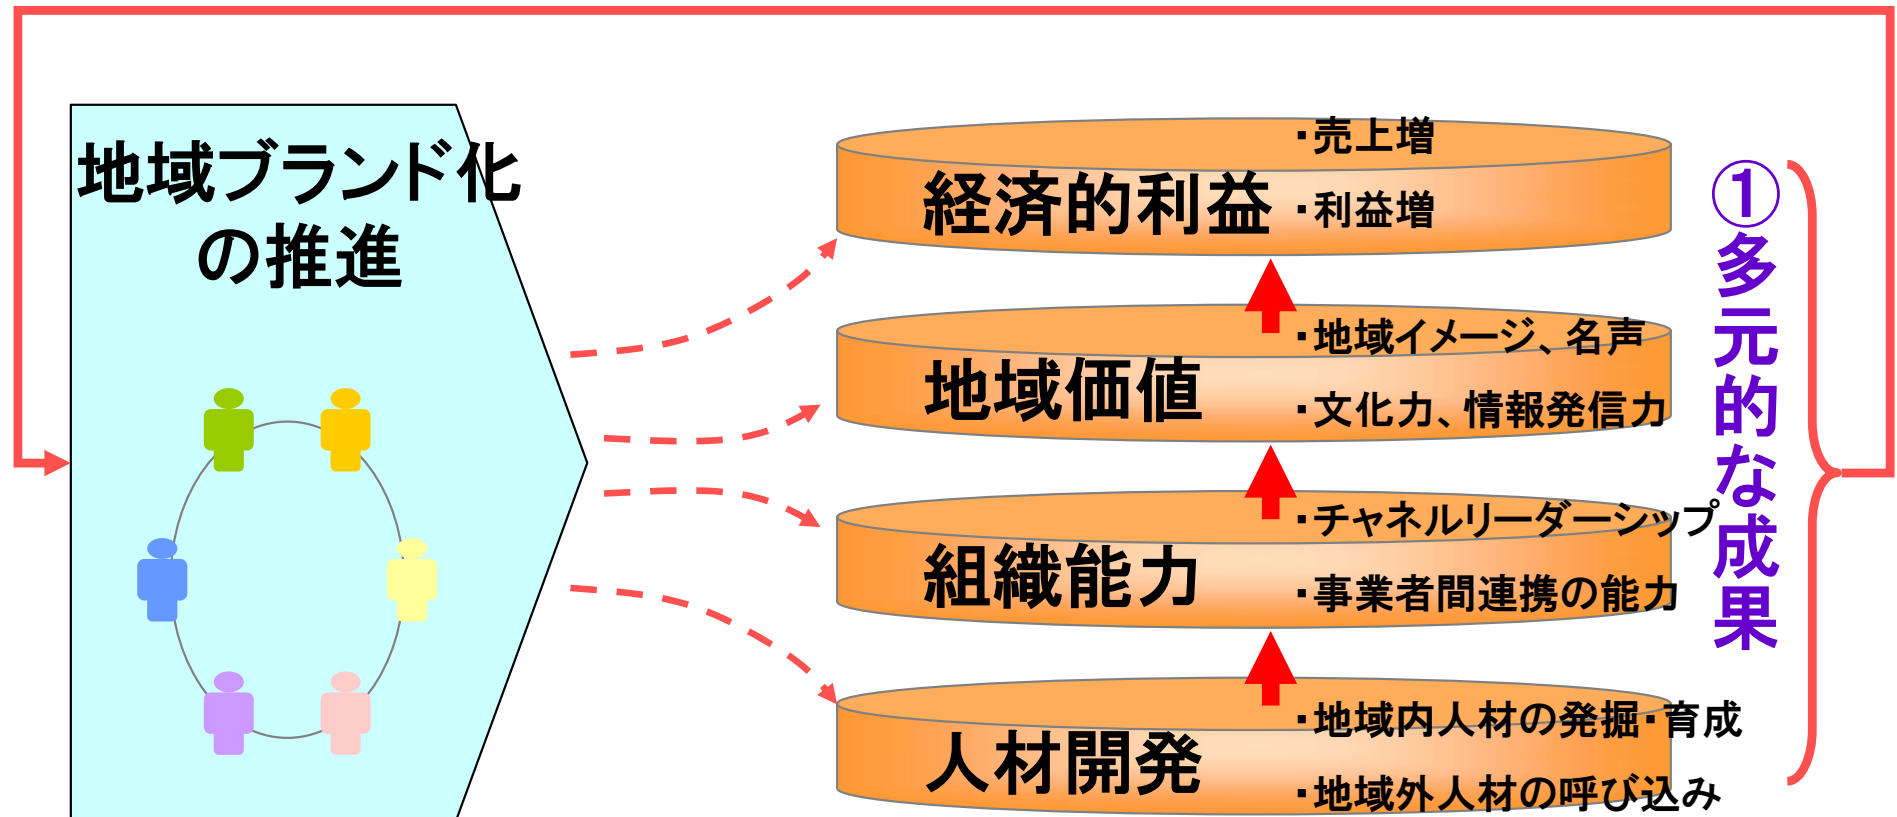 地域ブランド化
の推進
・売上増
経済的利益
・利益増
・地域イメージ、名声
地域価値
・文化力、情報発信力
・チャネルリーダーシップ
組織能力
・事業者間連携の能力
・地域内人材の発掘・育成
人材開発
・地域外人材の呼び込み
①多元的な成果